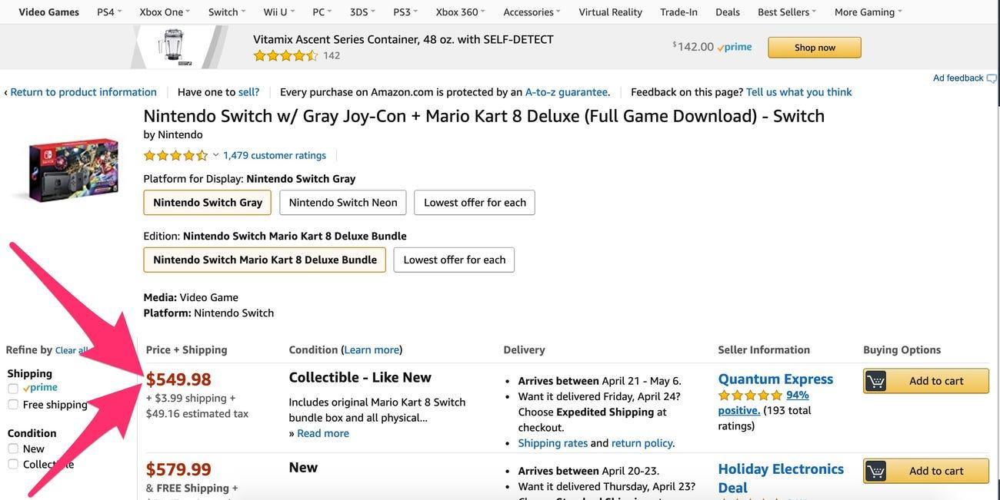 Video Games PS4 Xbox One Switch Wii U PC 3DS PS3 Xbox 360 Accessories Virtual Reality Trade-In Deals Best Sellers More Gaming
Vitamix Ascent Series Container, 48 oz. with SELF-DETECT
142
$142.00 prime
Shop now
Ad feedback
‹ Return to product information Have one to sell? Every purchase on Amazon.com is protected by an A-to-z guarantee. Feedback on this page? Tell us what you think
Nintendo Switch w/ Gray Joy-Con + Mario Kart 8 Deluxe (Full Game Download) - Switch
by Nintendo
1,479 customer ratings
Platform for Display: Nintendo Switch Gray
Nintendo Switch Gray Nintendo Switch Neon Lowest offer for each
Edition: Nintendo Switch Mario Kart 8 Deluxe Bundle
Nintendo Switch Mario Kart 8 Deluxe Bundle Lowest offer for each
Media: Video Game
Platform: Nintendo Switch
Refine by Clear all
Shipping
prime
Free shipping
Condition
New
Price + Shipping Condition (Learn more) Delivery Seller Information Buying Options
$549.98
+ $3.99 shipping +
$49.16 estimated tax
Collectible - Like New
Includes original Mario Kart 8 Switch
bundle box and all physical...
» Read more
• Arrives between April 21 - May 6.
• Want it delivered Friday, April 24?
Choose Expedited Shipping at
checkout.
• Shipping rates and return policy.
Quantum Express
94%
positive. (193 total
ratings)
Add to cart
$579.99
& FREE Shipping +
New
• Arrives between April 20-23.
• Want it delivered Thursday, April 23?
Holiday Electronics
Deal
Add to cart